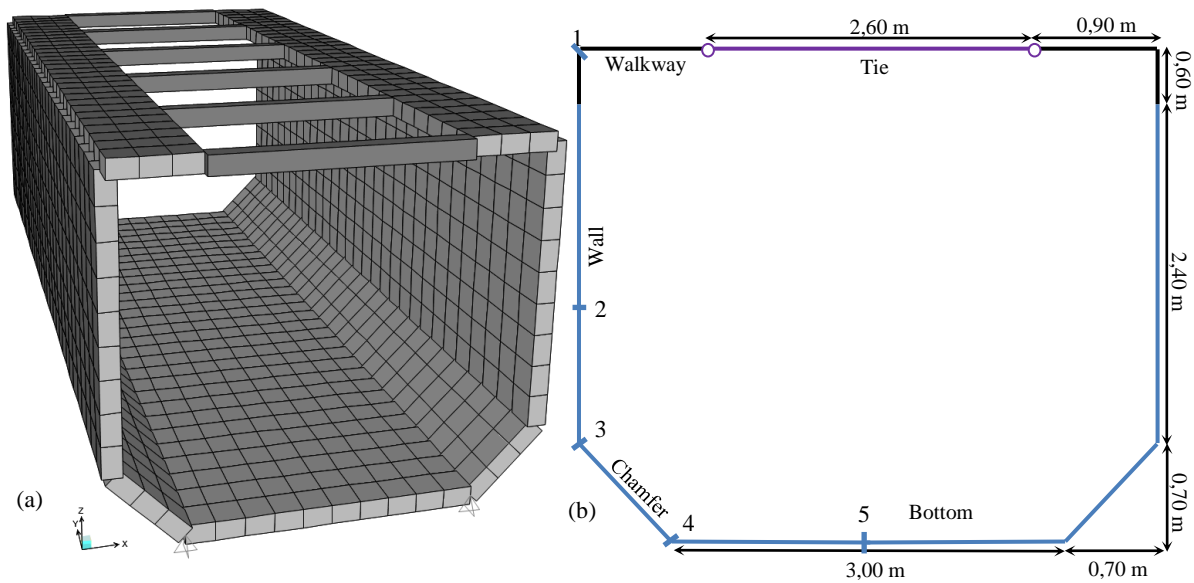 (a)
Z
Y
X
1
2,60 m
0,90 m
Walkway
Tie
0,60 m
Wall
2
2,40 m
3
Chamfer
0,70 m
(b)
4
5
Bottom
3,00 m
0,70 m